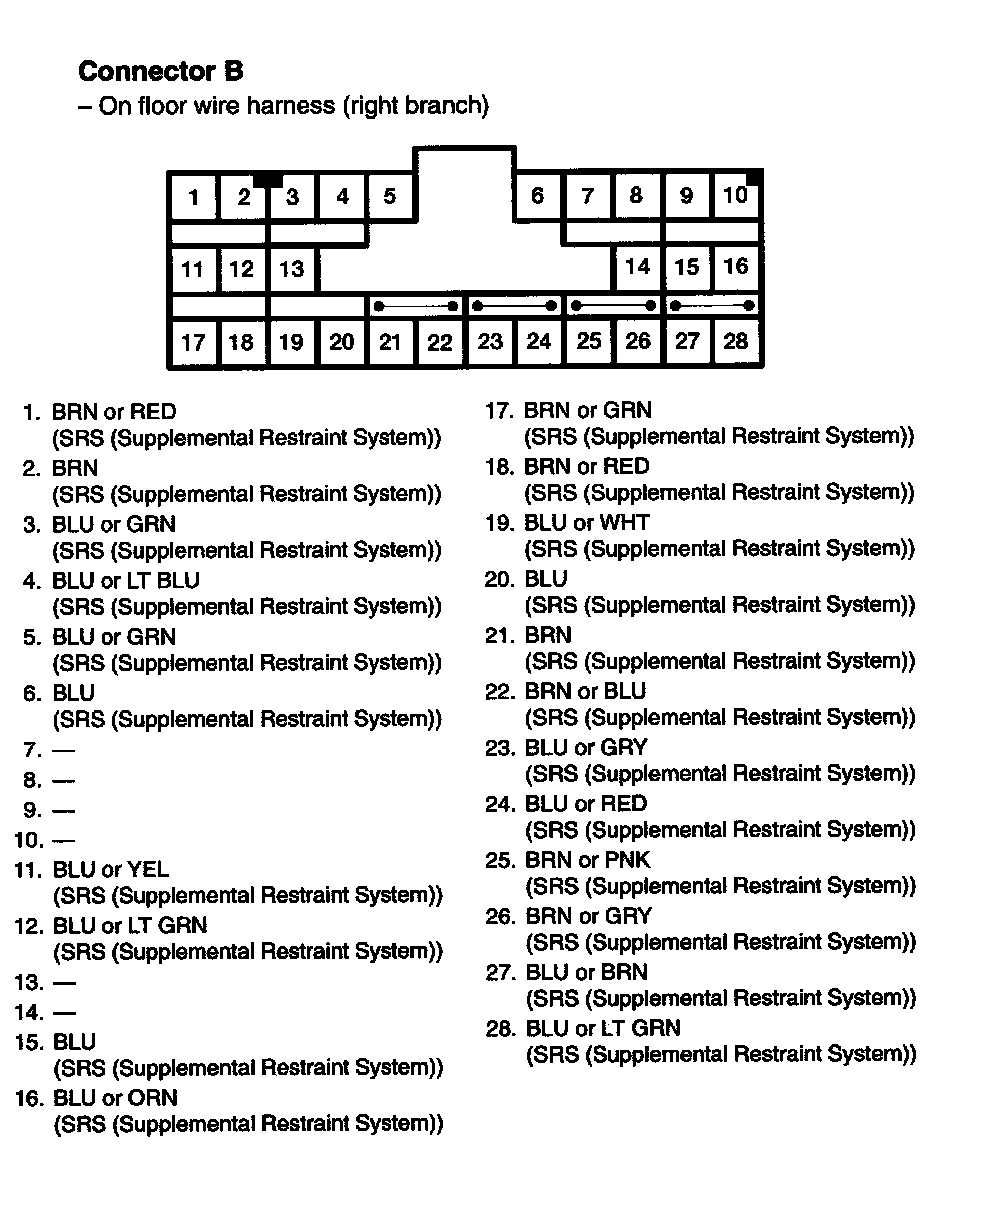 Connector B
– On floor wire harness (right branch)
1 2 3 4 5 6 7 8 9 10
11 12 13 14 15 16
17 18 19 20 21 22 23 24 25 26 27 28
1. BRN or RED
(SRS (Supplemental Restraint System))
2. BRN
(SRS (Supplemental Restraint System))
3. BLU or GRN
(SRS (Supplemental Restraint System))
4. BLU or LT BLU
(SRS (Supplemental Restraint System))
5. BLU or GRN
(SRS (Supplemental Restraint System))
6. BLU
(SRS (Supplemental Restraint System))
7. —
8. —
9. —
10. —
11. BLU or YEL
(SRS (Supplemental Restraint System))
12. BLU or LT GRN
(SRS (Supplemental Restraint System))
13. —
14. —
15. BLU
(SRS (Supplemental Restraint System))
16. BLU or ORN
(SRS (Supplemental Restraint System))
17. BRN or GRN
(SRS (Supplemental Restraint System))
18. BRN or RED
(SRS (Supplemental Restraint System))
19. BLU or WHT
(SRS (Supplemental Restraint System))
20. BLU
(SRS (Supplemental Restraint System))
21. BRN
(SRS (Supplemental Restraint System))
22. BRN or BLU
(SRS (Supplemental Restraint System))
23. BLU or GRY
(SRS (Supplemental Restraint System))
24. BLU or RED
(SRS (Supplemental Restraint System))
25. BRN or PNK
(SRS (Supplemental Restraint System))
26. BRN or GRY
(SRS (Supplemental Restraint System))
27. BLU or BRN
(SRS (Supplemental Restraint System))
28. BLU or LT GRN
(SRS (Supplemental Restraint System))